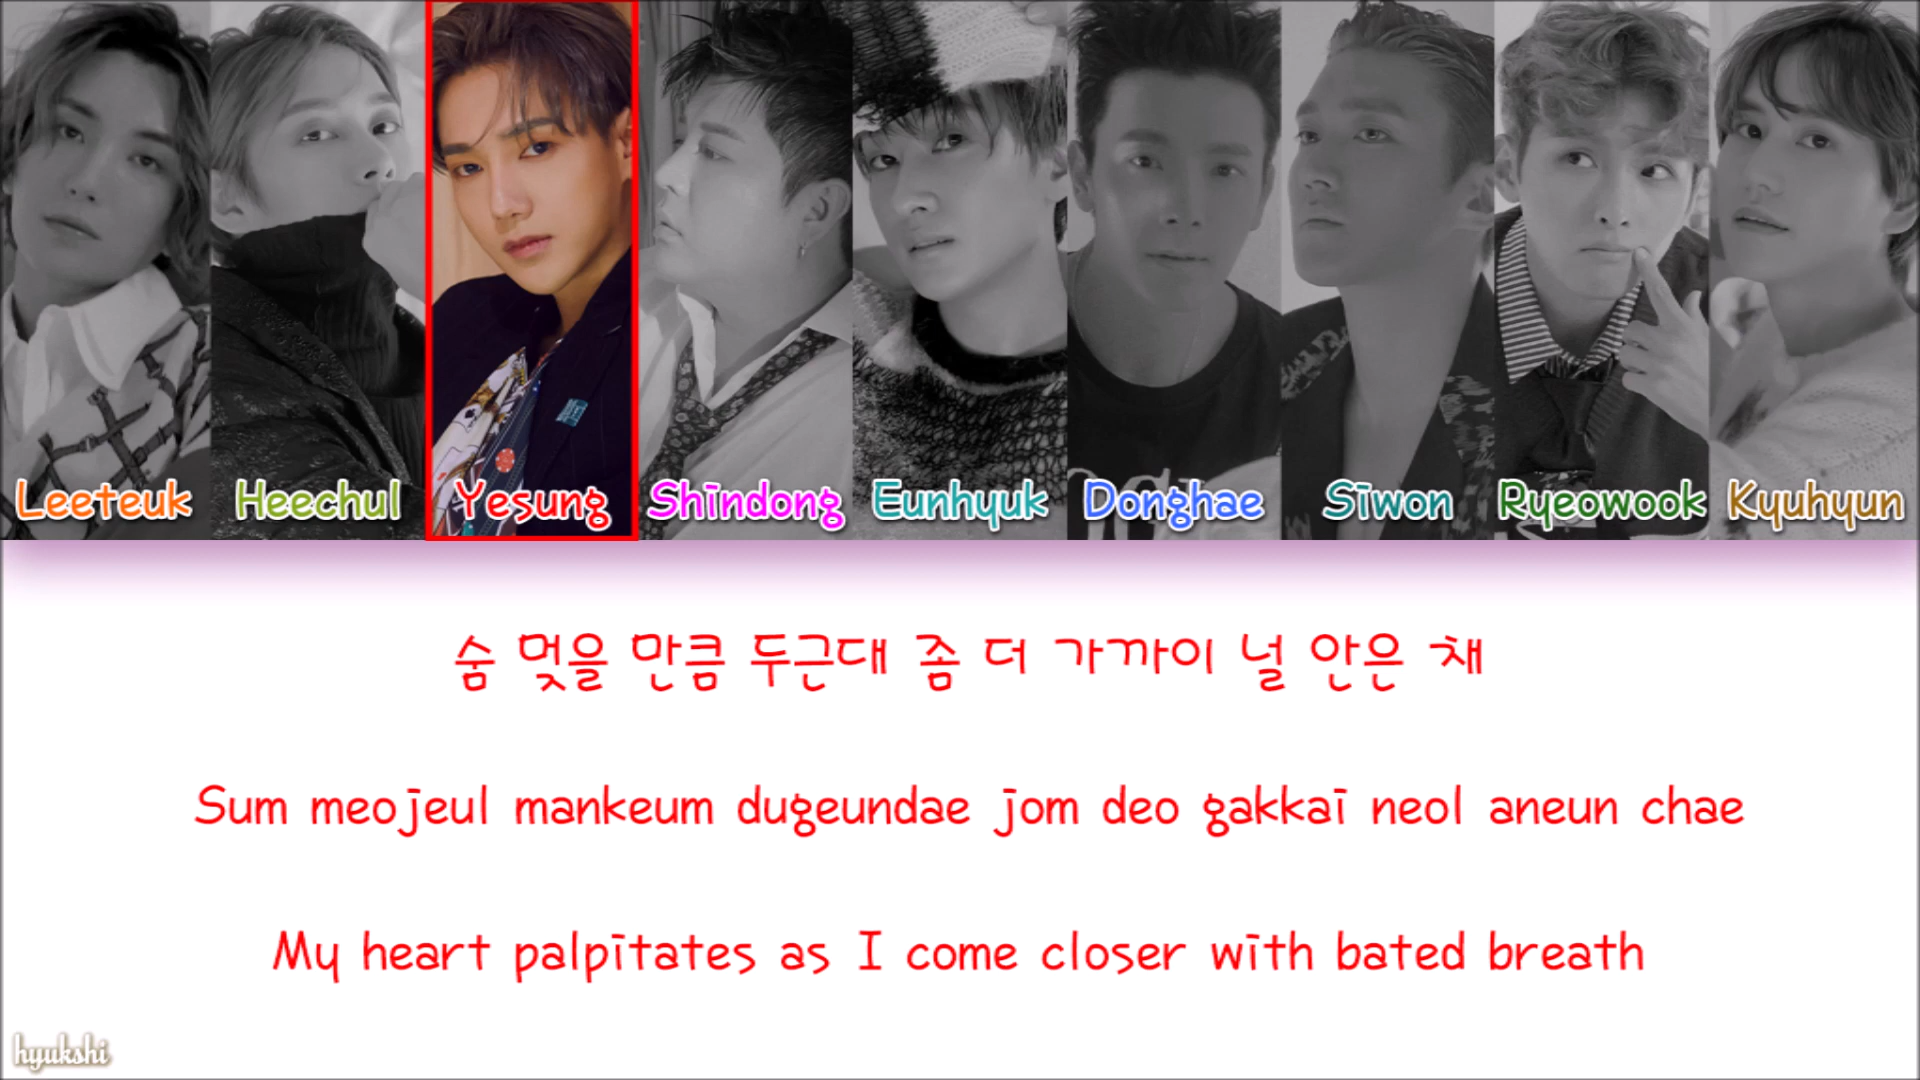 Leeteuk Heechul Yesung Shindong Eunhyuk Donghae Siwon Ryeowook Kyuhyun
숨 멎을 만큼 두근대 좀 더 가까이 널 안은 채
Sum meojeul mankeum dugeundae jom deo gakkai neol aneun chae
My heart palpitates as I come closer with bated breath
hyukshi